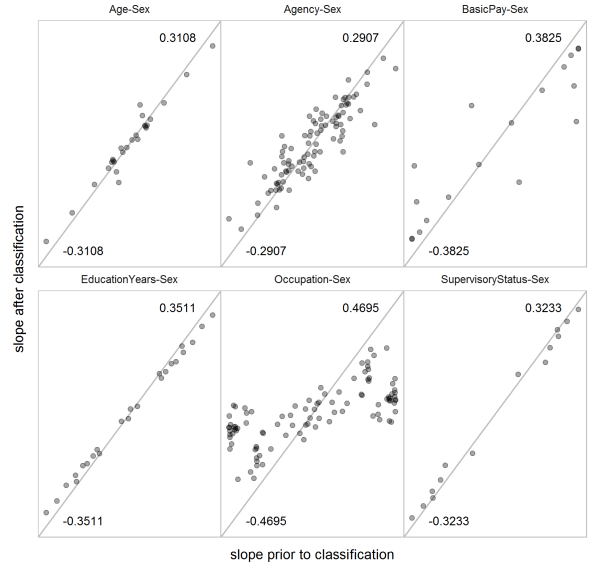 Age-Sex
Agency-Sex
BasicPay-Sex
0.3108
0.2907
0.3825
-0.3108
-0.2907
-0.3825
EducationYears-Sex
Occupation-Sex
SupervisoryStatus-Sex
0.3511
0.4695
0.3233
-0.3511
-0.4695
-0.3233
slope after classification
slope prior to classification